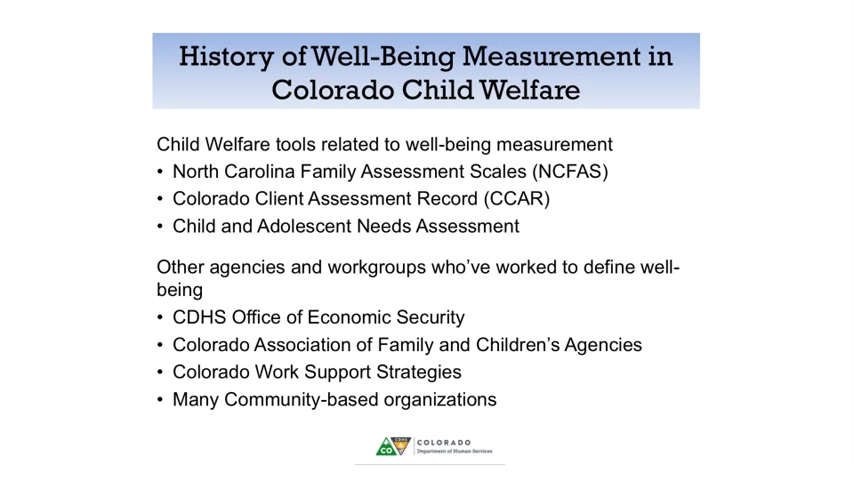 History of Well-Being Measurement in
Colorado Child Welfare
Child Welfare tools related to well-being measurement
• North Carolina Family Assessment Scales (NCFAS)
• Colorado Client Assessment Record (CCAR)
• Child and Adolescent Needs Assessment
Other agencies and workgroups who’ve worked to define well-
being
• CDHS Office of Economic Security
• Colorado Association of Family and Children’s Agencies
• Colorado Work Support Strategies
• Many Community-based organizations
CO
CDHS
COLORADO
Department of Human Services